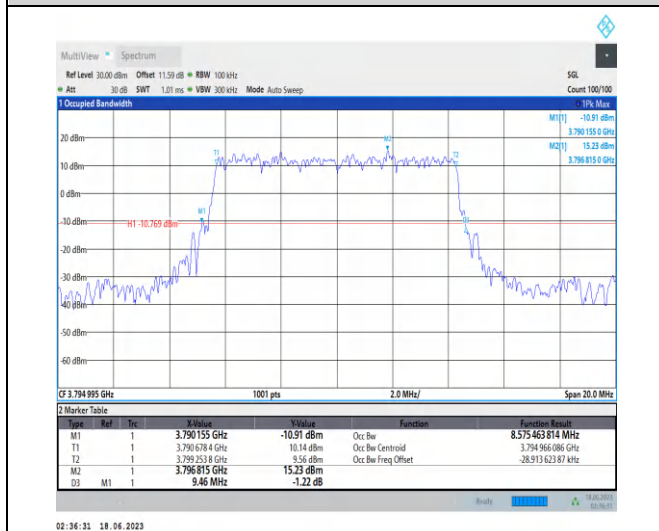 MultiView Spectrum
Ref Level 30.00 dBm Offset 11.59 dB RBW 100 kHz SGL
Att 30 dB SWT 1.01 ms VBW 300 kHz Mode Auto Sweep Count 100/100
1 Occupied Bandwidth 1Pk Max
M1[1] -10.91 dBm
3.790 155 0 GHz
M2[1] 15.23 dBm
3.796 815 0 GHz
20 dBm
M2
T1
T2
10 dBm
0 dBm
M1
D3
-10 dBm
H1 -10.769 dBm
-20 dBm
-30 dBm
-40 dBm
-50 dBm
-60 dBm
CF 3.794 995 GHz 1001 pts 2.0 MHz/ Span 20.0 MHz
2 Marker Table
Type Ref Trc X-Value Y-Value Function Function Result
M1 1 3.790155 GHz -10.91 dBm Occ Bw 8.575 463 814 MHz
T1 1 3.790 678 4 GHz 10.14 dBm Occ Bw Centroid 3.794 966 086 GHz
T2 1 3.799 253 8 GHz 9.56 dBm Occ Bw Freq Offset -28.913 623 87 kHz
M2 1 3.796815 GHz 15.23 dBm
D3 M1 1 9.46 MHz -1.22 dB
Ready 18.06.2023
02:36:31
02:36:31 18.06.2023